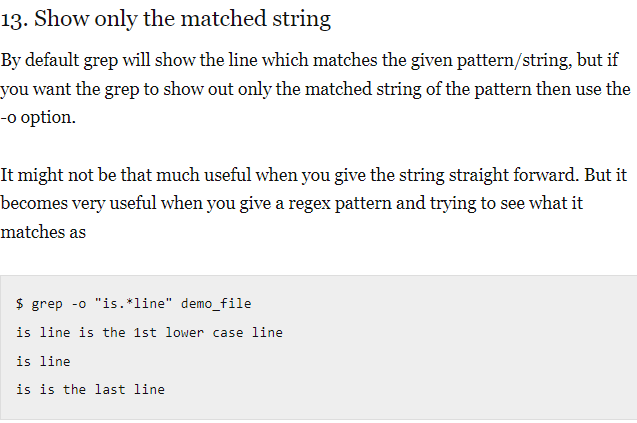 13. Show only the matched string
By default grep will show the line which matches the given pattern/string, but if
you want the grep to show out only the matched string of the pattern then use the
-o option.
It might not be that much useful when you give the string straight forward. But it
becomes very useful when you give a regex pattern and trying to see what it
matches as
$ grep -o "is.*line" demo_file
is line is the 1st lower case line
is line
is is the last line